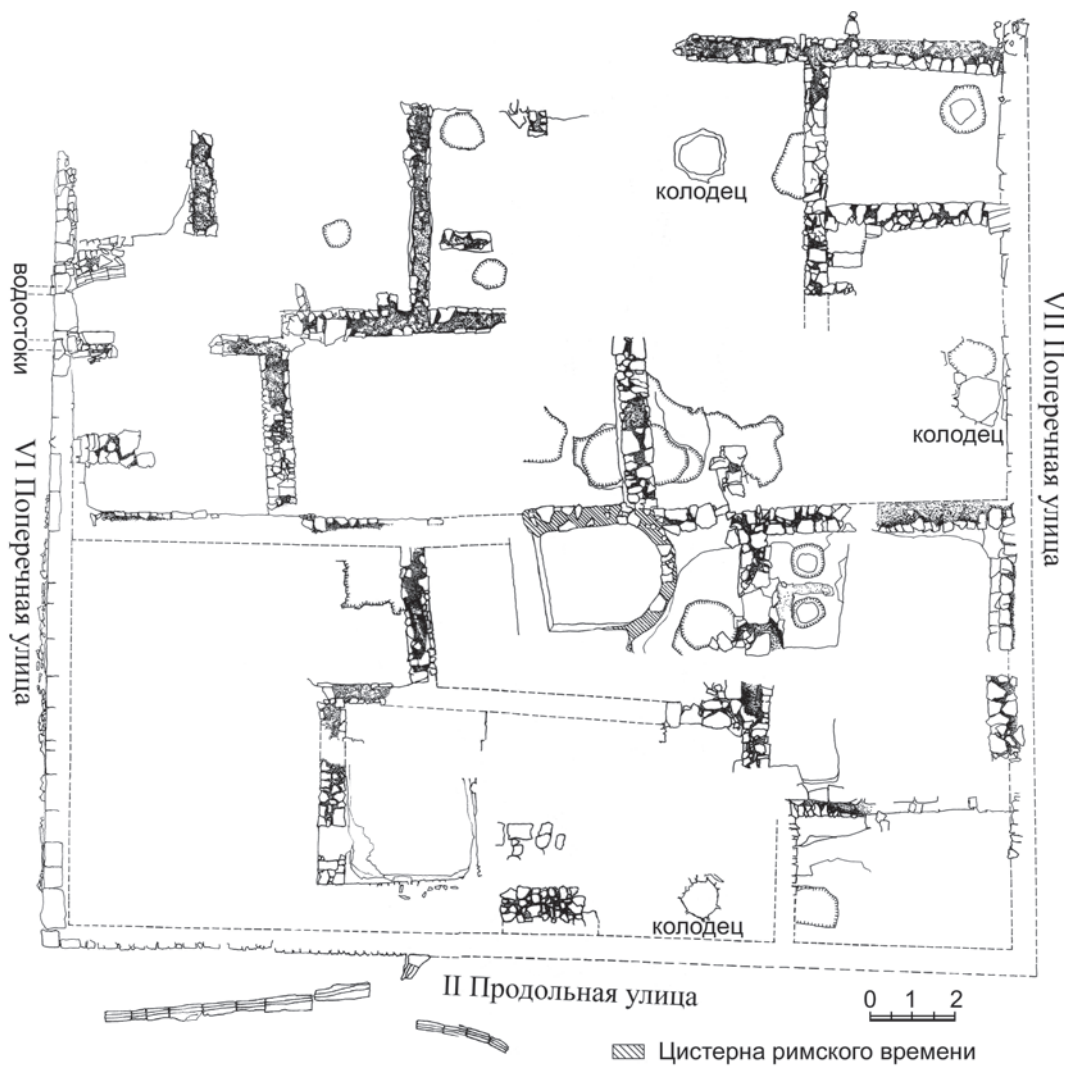 колодец
водостоки
VII Поперечная улица
колодец
VI Поперечная улица
колодец
II Продольная улица
0 1 2
Цистерна римского времени